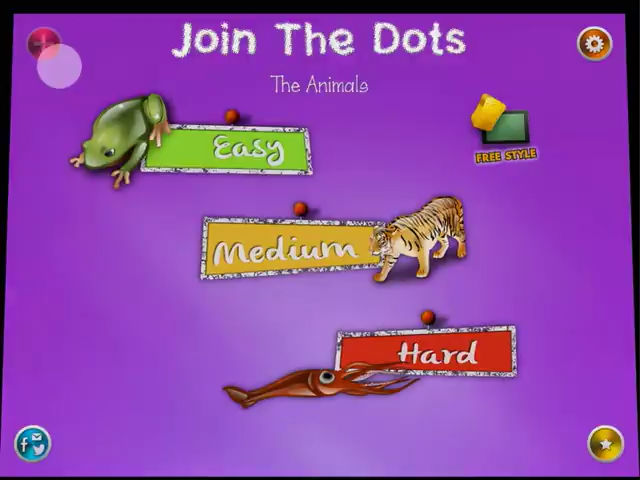 Join The Dots
The Animals
Easy
FREE STYLE
Medium
Hard